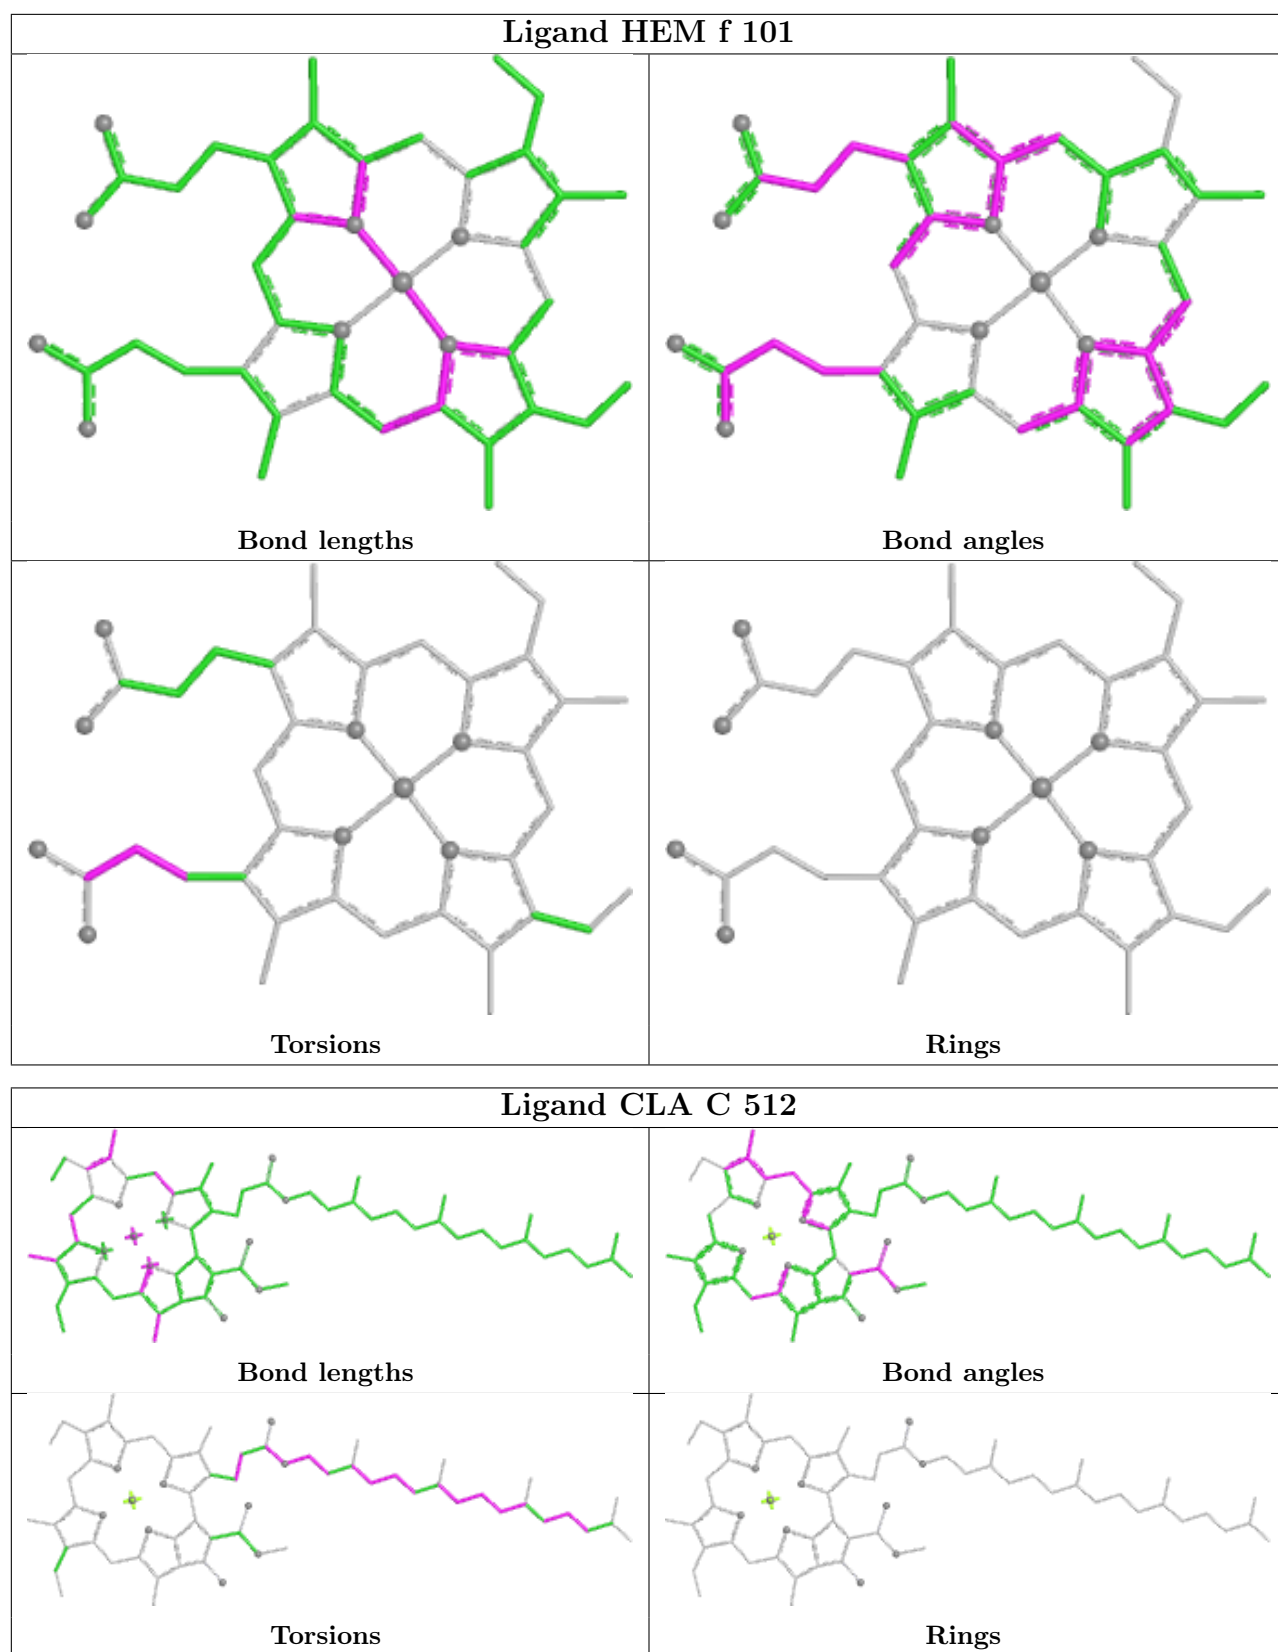 Ligand HEM f 101
Bond lengths
Bond angles
Torsions
Rings
Ligand CLA C 512
Bond lengths
Bond angles
Torsions
Rings